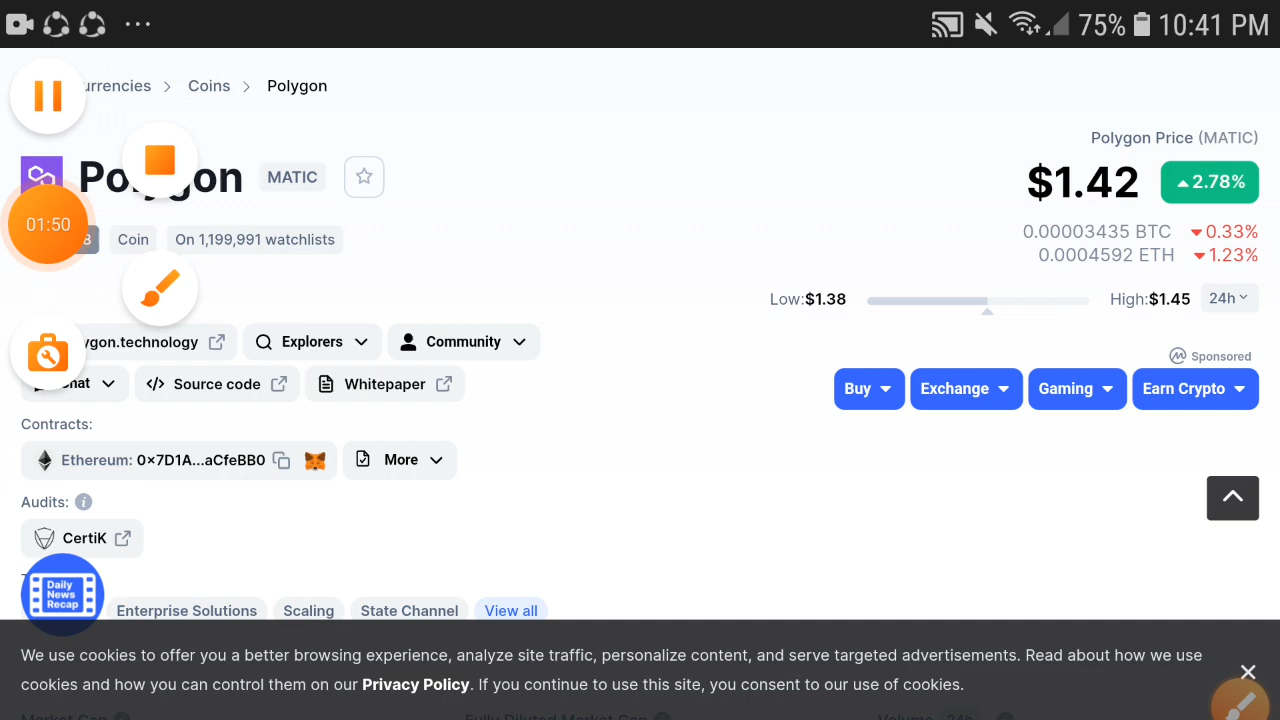 75% 10:41 PM
urrencies > Coins > Polygon
Polygon Price (MATIC)
Po gon MATIC
$1.42 2.78%
01:50
3 Coin On 1,199,991 watchlists
0.00003435 BTC 0.33%
0.0004592 ETH 1.23%
Low:$1.38 High:$1.45 24h
ygon.technology Explorers Community
Sponsored
hat Source code Whitepaper
Buy Exchange Gaming Earn Crypto
Contracts:
Ethereum: 0x7D1A...aCfeBB0 More
Audits:
CertiK
Daily
News
Recap
Enterprise Solutions Scaling State Channel View all
We use cookies to offer you a better browsing experience, analyze site traffic, personalize content, and serve targeted advertisements. Read about how we use
cookies and how you can control them on our Privacy Policy. If you continue to use this site, you consent to our use of cookies.